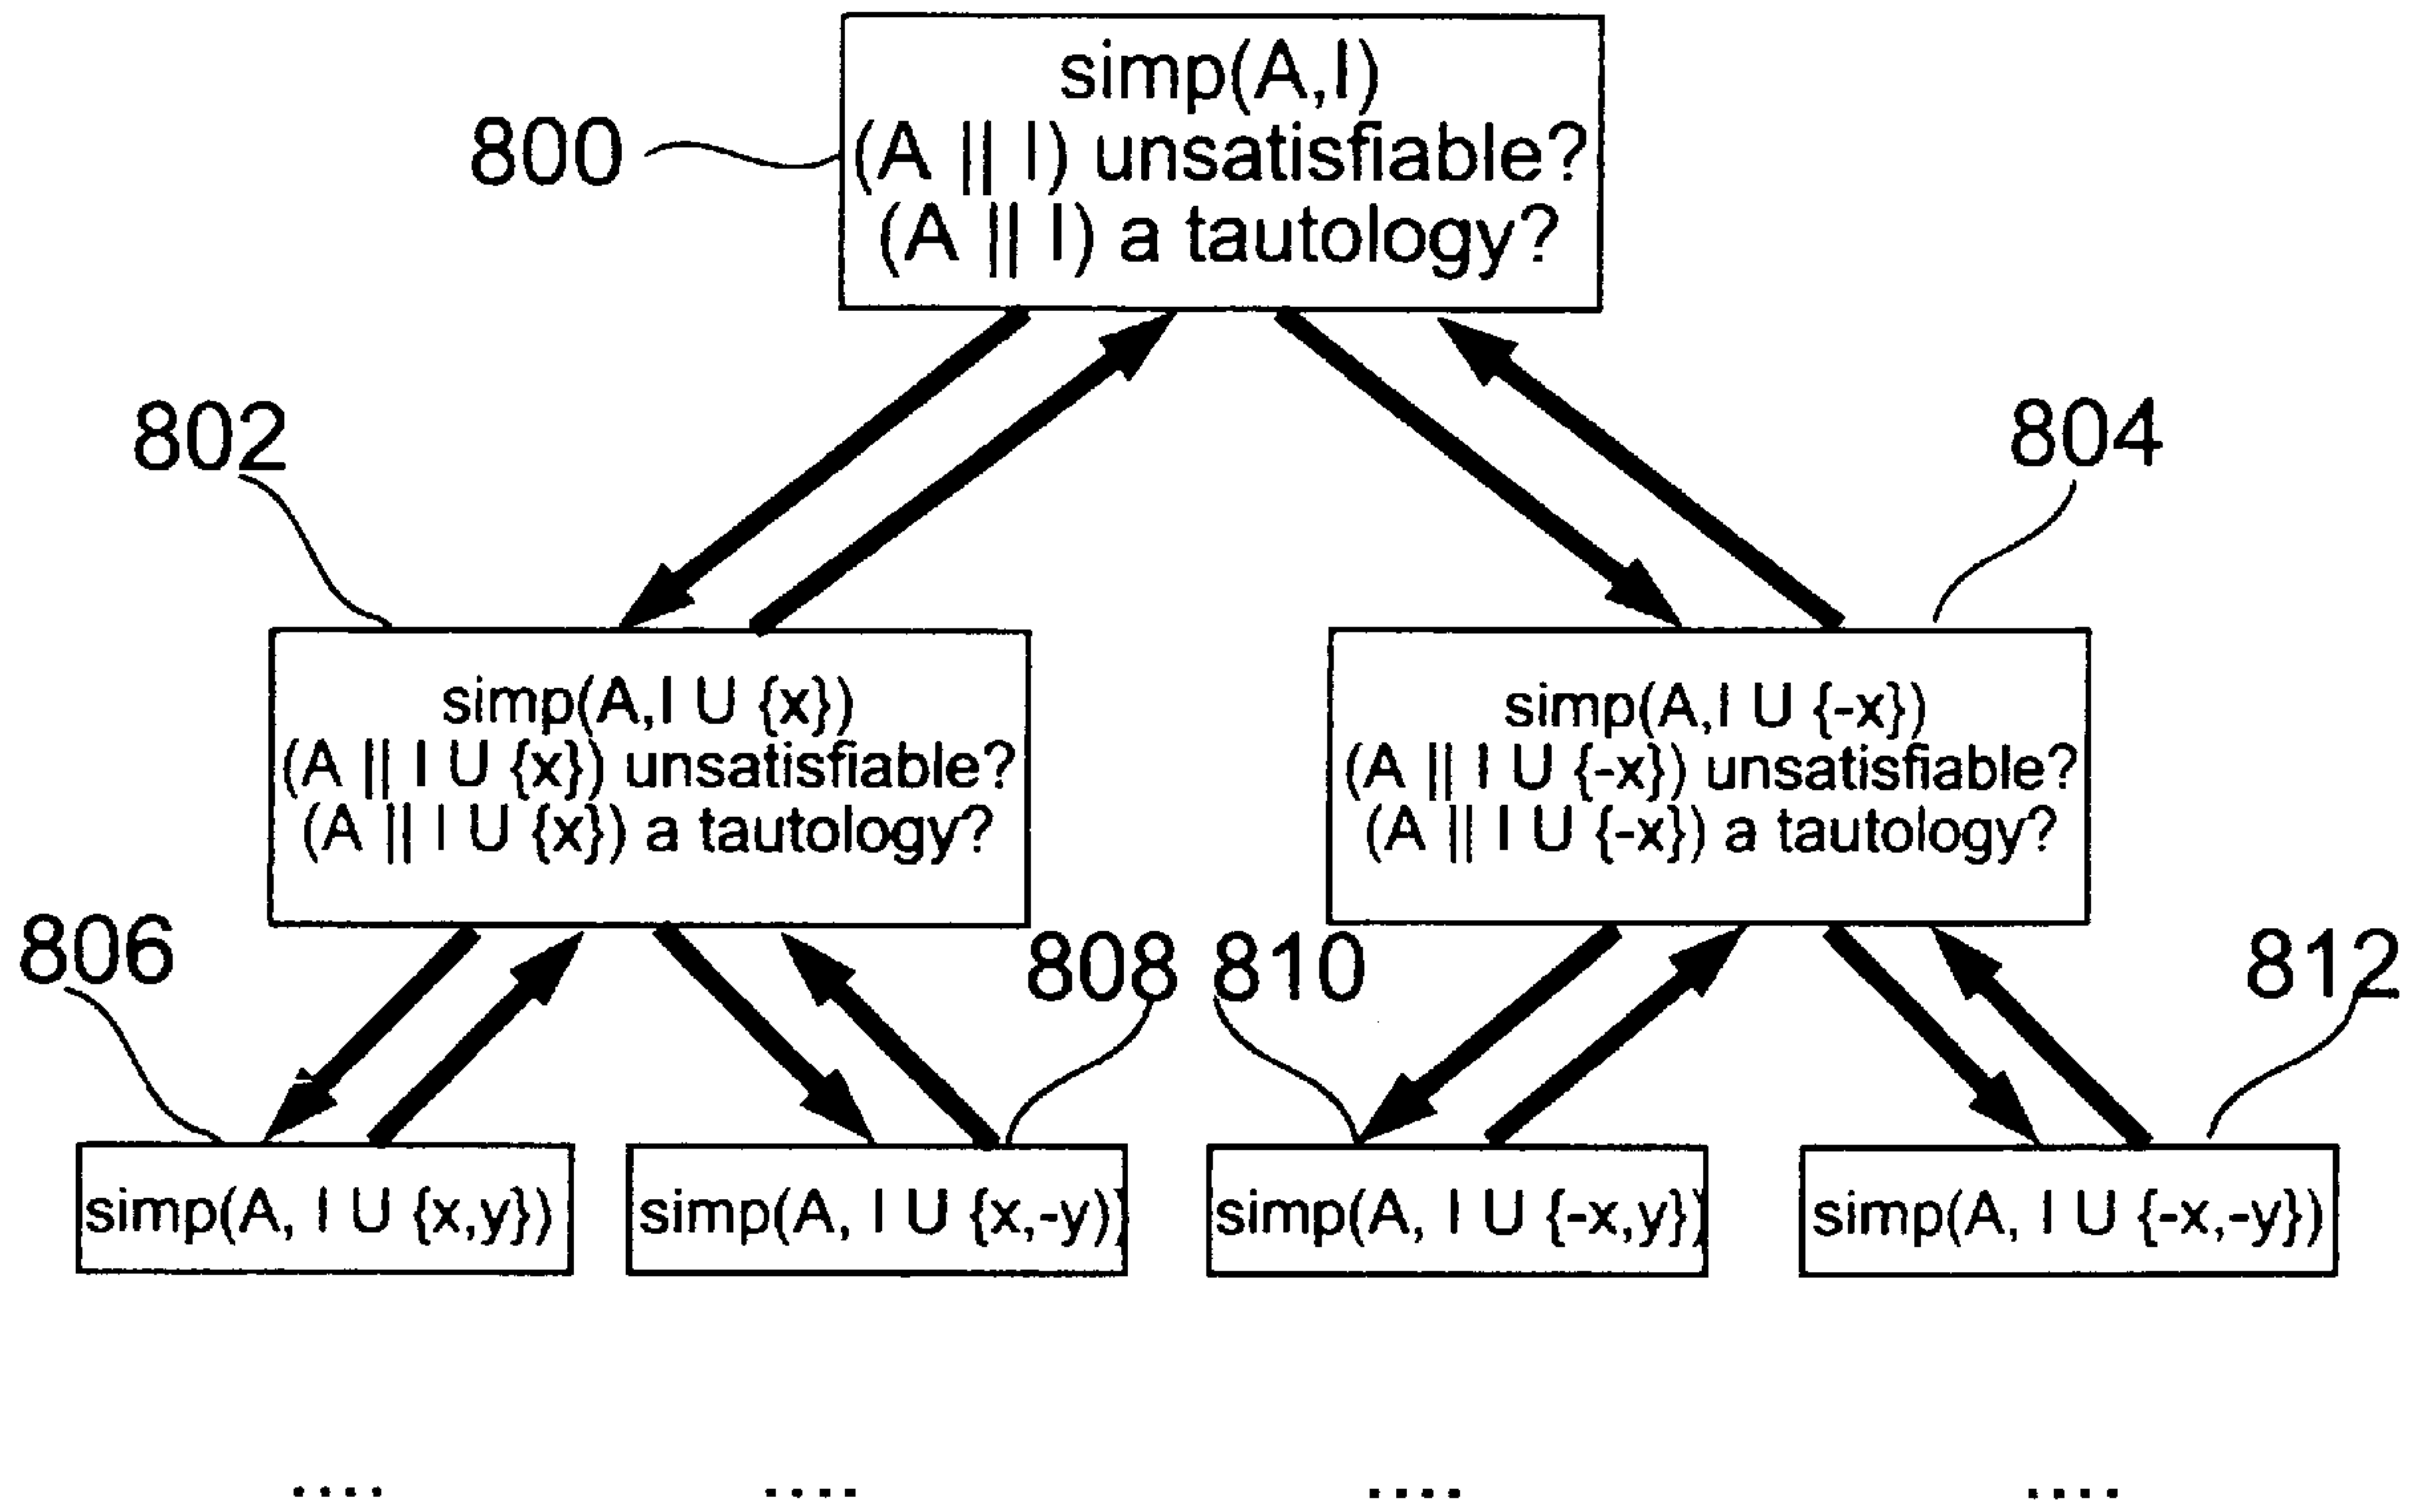 simp(A,I)
800
(A || I) unsatisfiable?
(A || I) a tautology?
802
804
simp(A,I U {x})
(A || I U {x}) unsatisfiable?
(A || I U {x}) a tautology?
simp(A,I U {-x})
(A || I U {-x}) unsatisfiable?
(A || I U {-x}) a tautology?
806
808
810
812
simp(A, I U {x,y})
simp(A, I U {x,-y)}
simp(A, I U {-x,y})
simp(A, I U {-x,-y})
....
....
....
....